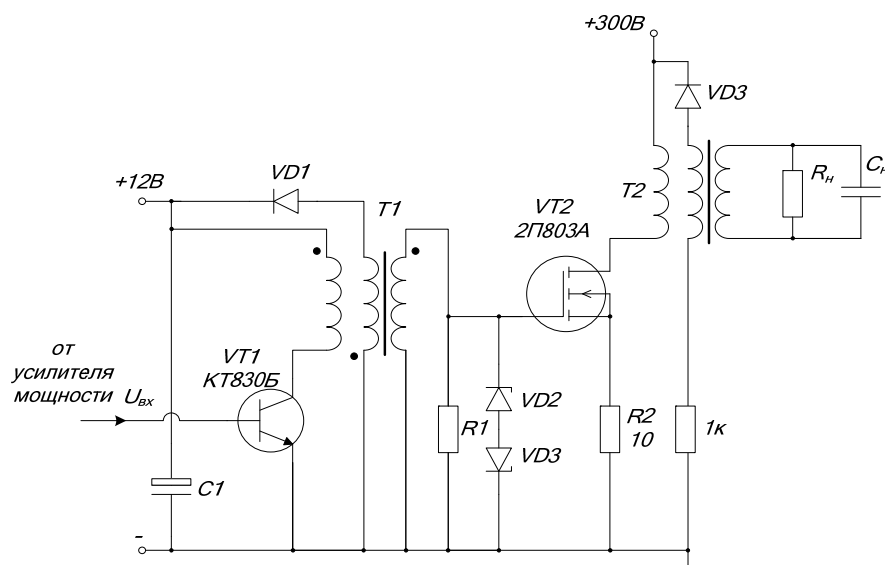 +300В
VD3
VD1
+12В
T1
VT2
2П803А
T2
Rн
Cн
от
усилителя
мощности
Uвх
VT1
КТ830Б
R1
VD2
VD3
R2
10
1к
C1
-